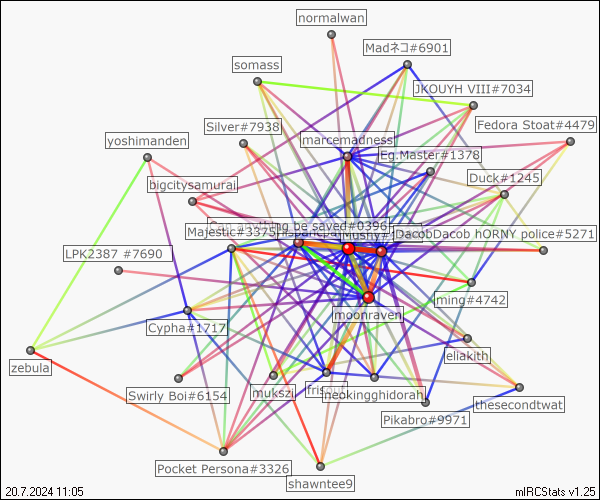 normalwan
Madネコ#6901
somass
JKOUYH VIII#7034
Silver#7938
Fedora Stoat#4479
marcemadness
yoshimanden
Eg.Master#1378
Duck#1245
bigcitysamurai
be saved#0396
Majestic#3375
DacobDacob hORNY police#5271
LPK2387 #7690
ming#4742
moonraven
Cypha#1717
eliakith
zebula
Swirly Boi#6154
mukszi
neokingghidorah
thesecondtwat
Pikabro#9971
Pocket Persona#3326
shawntee9
20.7.2024 11:05
mIRCStats v1.25